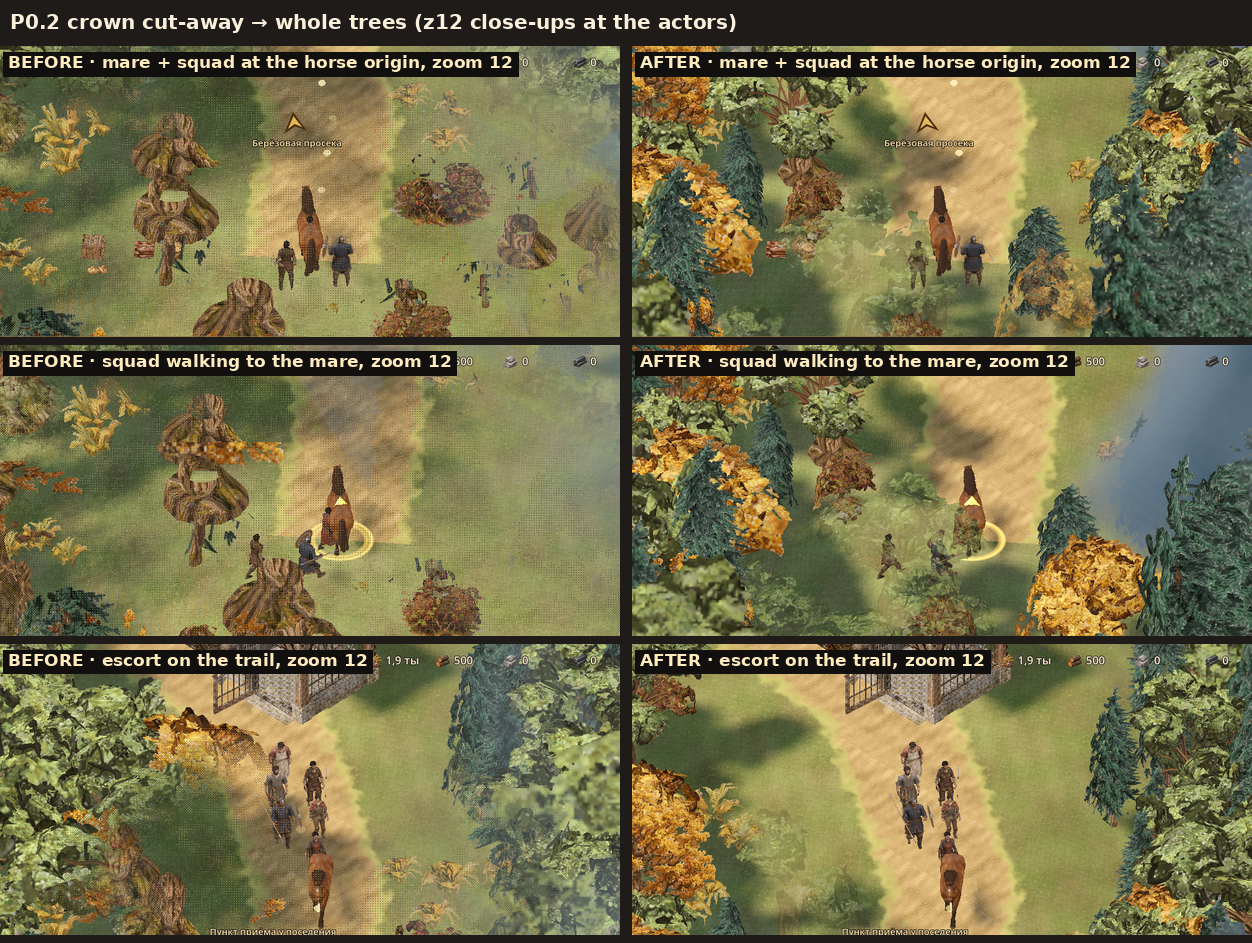 P0.2 crown cut-away → whole trees (z12 close-ups at the actors)
BEFORE · mare + squad at the horse origin, zoom 12
0
0
AFTER · mare + squad at the horse origin, zoom 12
0
0
Березовая просека
Березовая просека
BEFORE · squad walking to the mare, zoom 12
500
0
0
AFTER · squad walking to the mare, zoom 12
500
0
0
BEFORE · escort on the trail, zoom 12
1,9 ты
500
0
0
AFTER · escort on the trail, zoom 12
1,9 ты
500
0
0
Пункт приёма у поселения
Пункт приёма у поселения